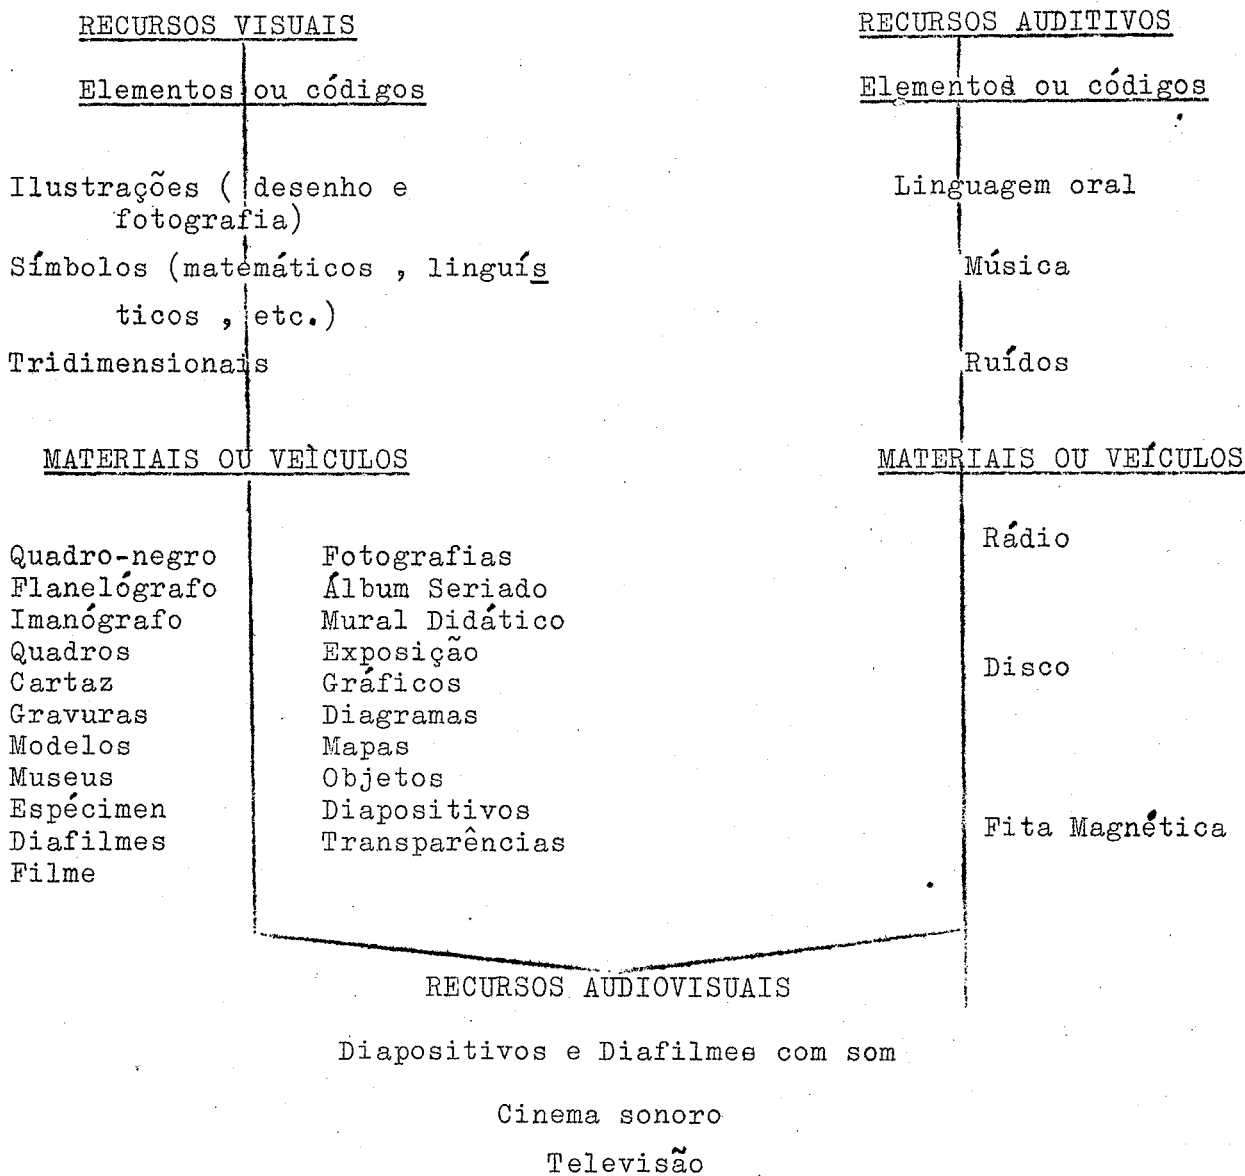 RECURSOS VISUAIS
Elementos ou códigos
Ilustrações ( desenho e
fotografia)
Símbolos (matemáticos , linguís
ticos , etc.)
Tridimensionais
MATERIAIS OU VEÌCULOS
Quadro-negro
Flanelógrafo
Imanógrafo
Quadros
Cartaz
Gravuras
Modelos
Museus
Espécimen
Diafilmes
Filme
Fotografias
Álbum Seriado
Mural Didático
Exposição
Gráficos
Diagramas
Mapas
Objetos
Diapositivos
Transparências
RECURSOS AUDITIVOS
Elementos ou códigos
Linguagem oral
Música
Ruídos
MATERIAIS OU VEÍCULOS
Rádio
Disco
Fita Magnética
RECURSOS AUDIOVISUAIS
Diapositivos e Diafilmes com som
Cinema sonoro
Televisão